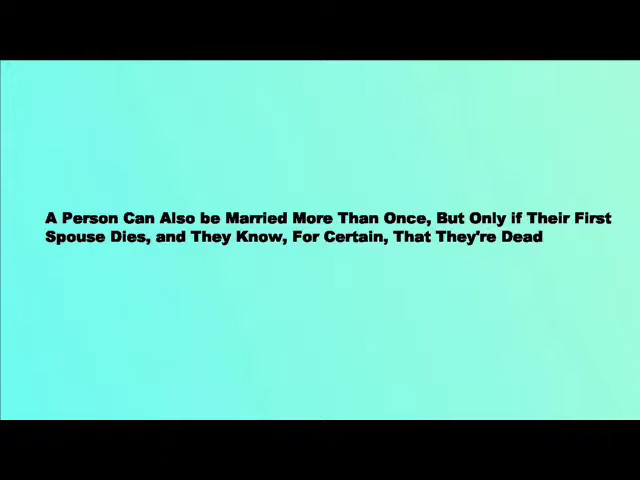 A Person Can Also be Married More Than Once, But Only if Their First
Spouse Dies, and They Know, For Certain, That They're Dead